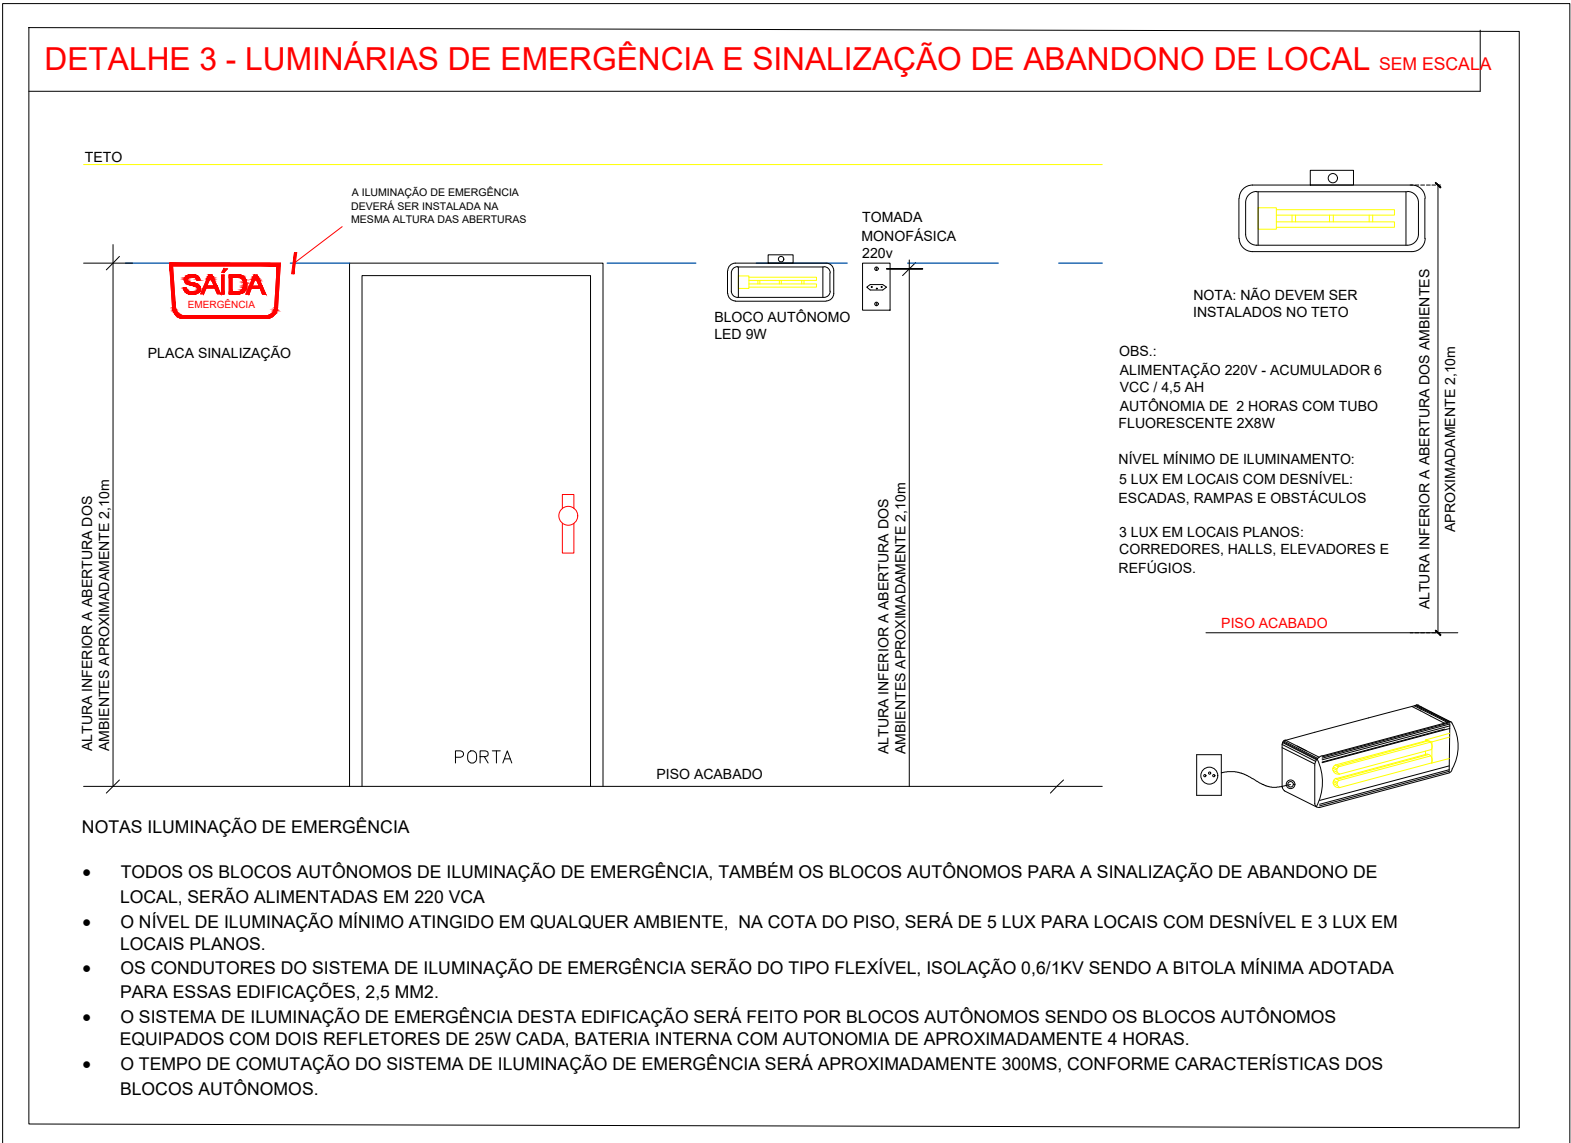 DETALHE 3 - LUMINÁRIAS DE EMERGÊNCIA E SINALIZAÇÃO DE ABANDONO DE LOCAL SEM ESCALA
TETO
A ILUMINAÇÃO DE EMERGÊNCIA
DEVERÁ SER INSTALADA NA
MESMA ALTURA DAS ABERTURAS
SAÍDA
EMERGÊNCIA
PLACA SINALIZAÇÃO
TOMADA
MONOFÁSICA
220v
BLOCO AUTÔNOMO
LED 9W
ALTURA INFERIOR A ABERTURA DOS
AMBIENTES APROXIMADAMENTE 2,10m
PORTA
PISO ACABADO
ALTURA INFERIOR A ABERTURA DOS
AMBIENTES APROXIMADAMENTE 2,10m
NOTA: NÃO DEVEM SER
INSTALADOS NO TETO
OBS.:
ALIMENTAÇÃO 220V - ACUMULADOR 6
VCC / 4,5 AH
AUTÔNOMIA DE 2 HORAS COM TUBO
FLUORESCENTE 2X8W
NÍVEL MÍNIMO DE ILUMINAMENTO:
5 LUX EM LOCAIS COM DESNÍVEL:
ESCADAS, RAMPAS E OBSTÁCULOS
3 LUX EM LOCAIS PLANOS:
CORREDORES, HALLS, ELEVADORES E
REFÚGIOS.
ALTURA INFERIOR A ABERTURA DOS AMBIENTES
APROXIMADAMENTE 2,10m
PISO ACABADO
NOTAS ILUMINAÇÃO DE EMERGÊNCIA
• TODOS OS BLOCOS AUTÔNOMOS DE ILUMINAÇÃO DE EMERGÊNCIA, TAMBÉM OS BLOCOS AUTÔNOMOS PARA A SINALIZAÇÃO DE ABANDONO DE
LOCAL, SERÃO ALIMENTADAS EM 220 VCA
• O NÍVEL DE ILUMINAÇÃO MÍNIMO ATINGIDO EM QUALQUER AMBIENTE, NA COTA DO PISO, SERÁ DE 5 LUX PARA LOCAIS COM DESNÍVEL E 3 LUX EM
LOCAIS PLANOS.
• OS CONDUTORES DO SISTEMA DE ILUMINAÇÃO DE EMERGÊNCIA SERÃO DO TIPO FLEXÍVEL, ISOLAÇÃO 0,6/1KV SENDO A BITOLA MÍNIMA ADOTADA
PARA ESSAS EDIFICAÇÕES, 2,5 MM2.
• O SISTEMA DE ILUMINAÇÃO DE EMERGÊNCIA DESTA EDIFICAÇÃO SERÁ FEITO POR BLOCOS AUTÔNOMOS SENDO OS BLOCOS AUTÔNOMOS
EQUIPADOS COM DOIS REFLETORES DE 25W CADA, BATERIA INTERNA COM AUTONOMIA DE APROXIMADAMENTE 4 HORAS.
• O TEMPO DE COMUTAÇÃO DO SISTEMA DE ILUMINAÇÃO DE EMERGÊNCIA SERÁ APROXIMADAMENTE 300MS, CONFORME CARACTERÍSTICAS DOS
BLOCOS AUTÔNOMOS.